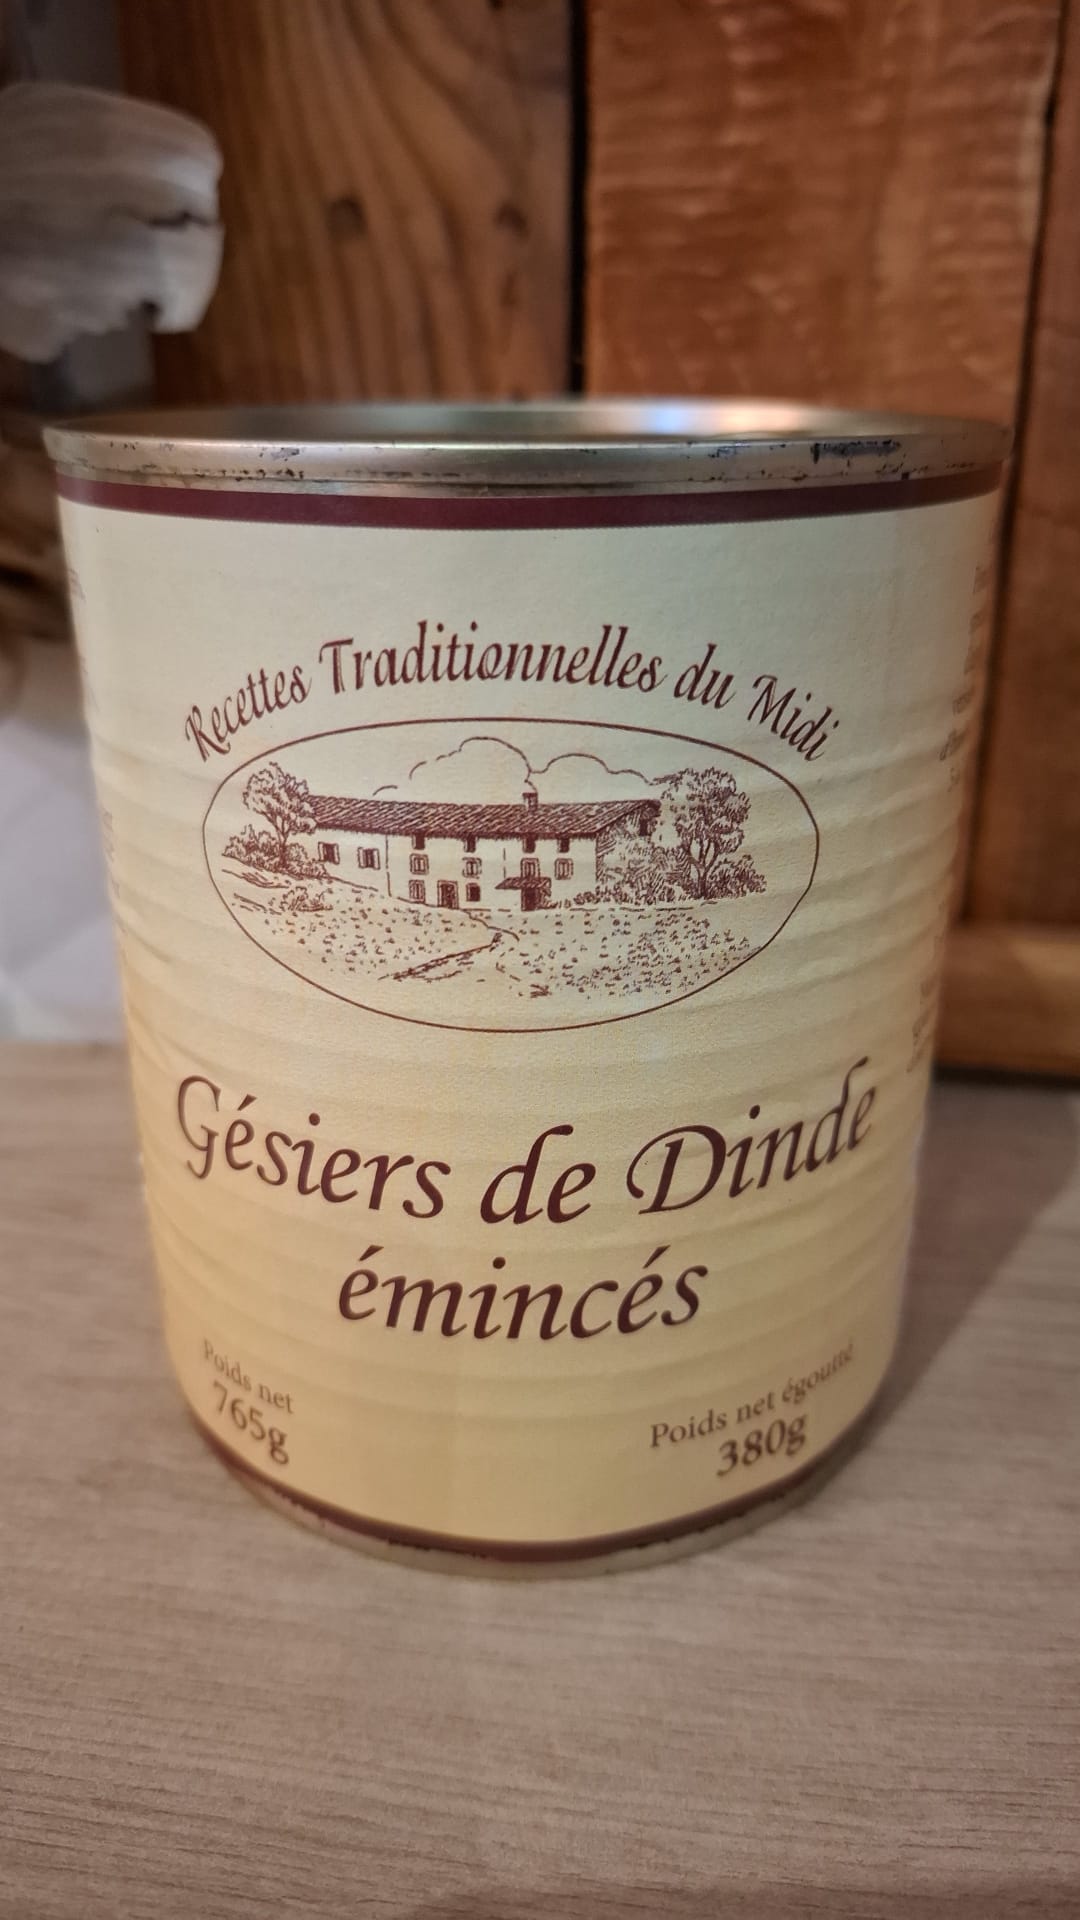 Recettes Traditionnelles du Midi
Gésiers de Dinde
émincés
Poids net
765g
Poids net égoutté
380g